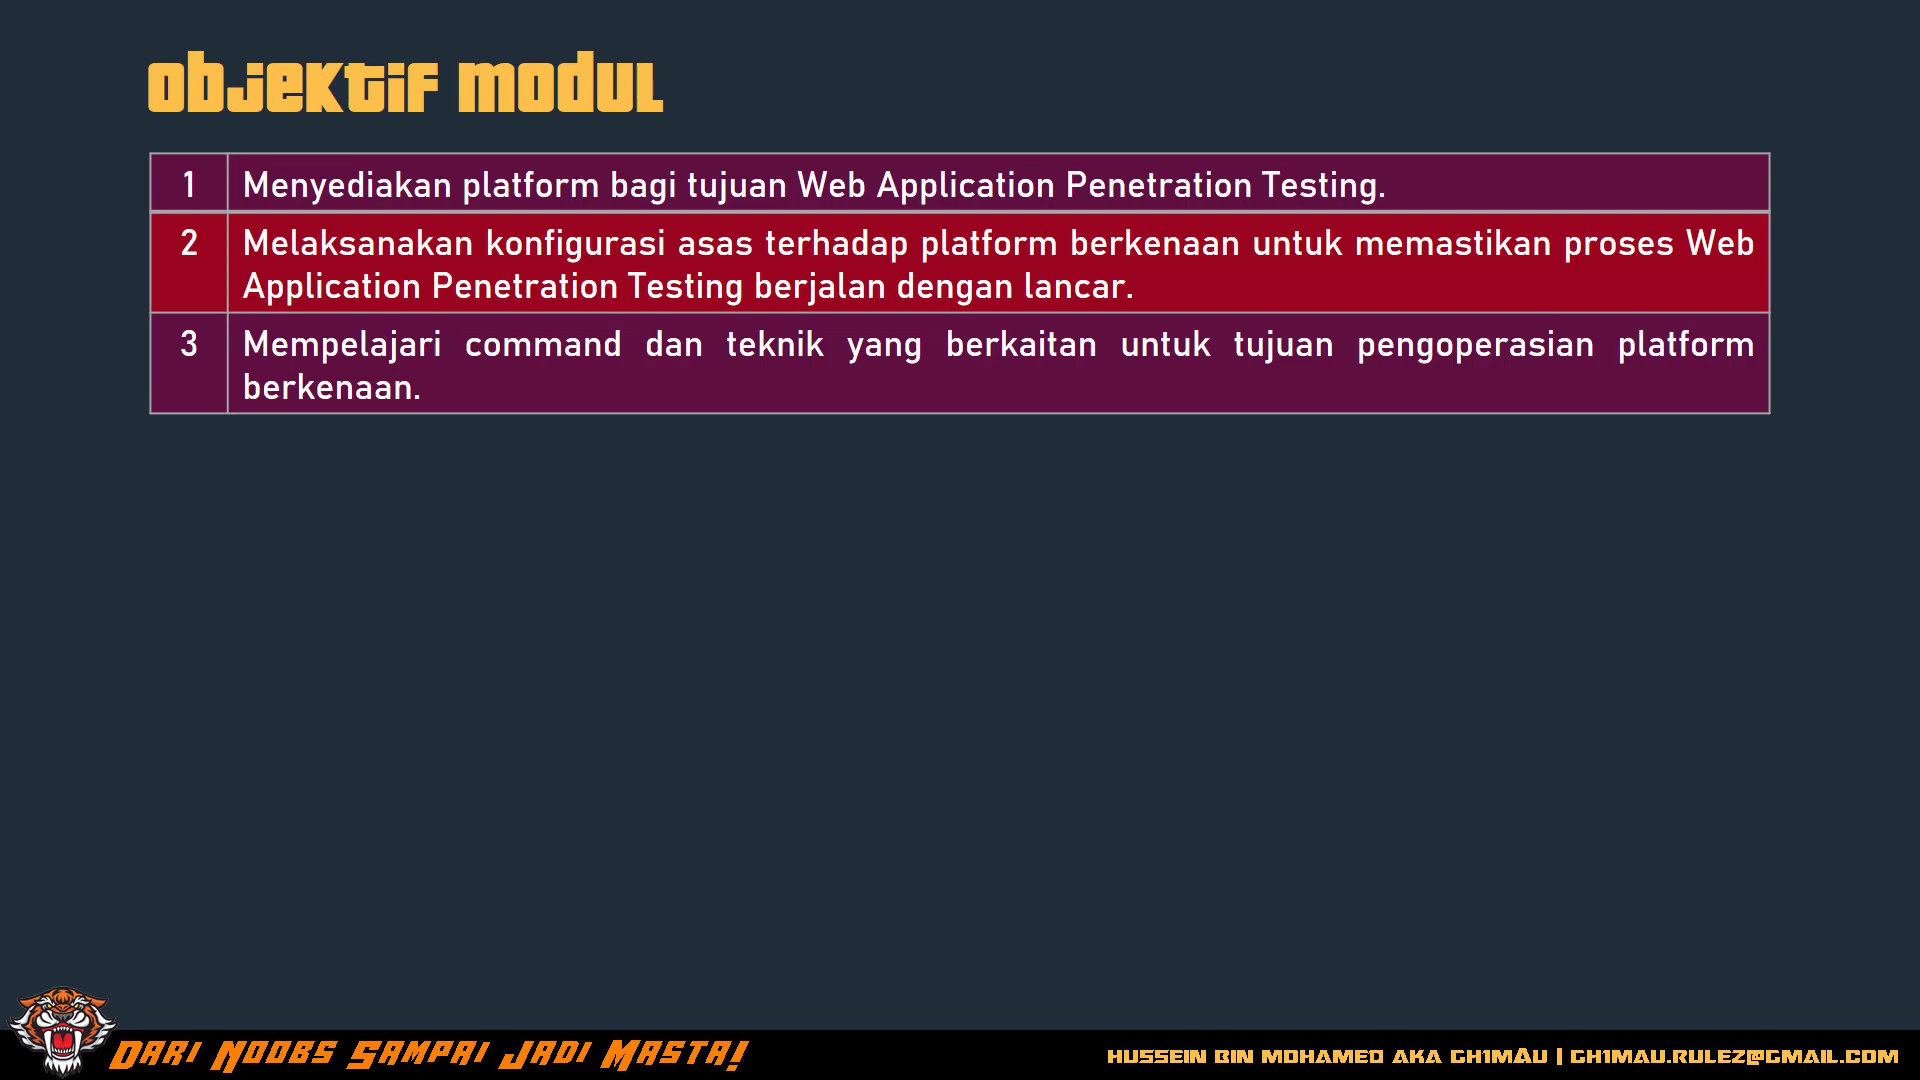 Objektif Modul
1 Menyediakan platform bagi tujuan Web Application Penetration Testing.
2 Melaksanakan konfigurasi asas terhadap platform berkenaan untuk memastikan proses Web
Application Penetration Testing berjalan dengan lancar.
3 Mempelajari command dan teknik yang berkaitan untuk tujuan pengoperasian platform
berkenaan.
Dari Noobs Sampai Jadi Masta!
HUSSEIN BIN MOHAMED AKA GH1MAU | GH1MAU.RULEZ@GMAIL.COM